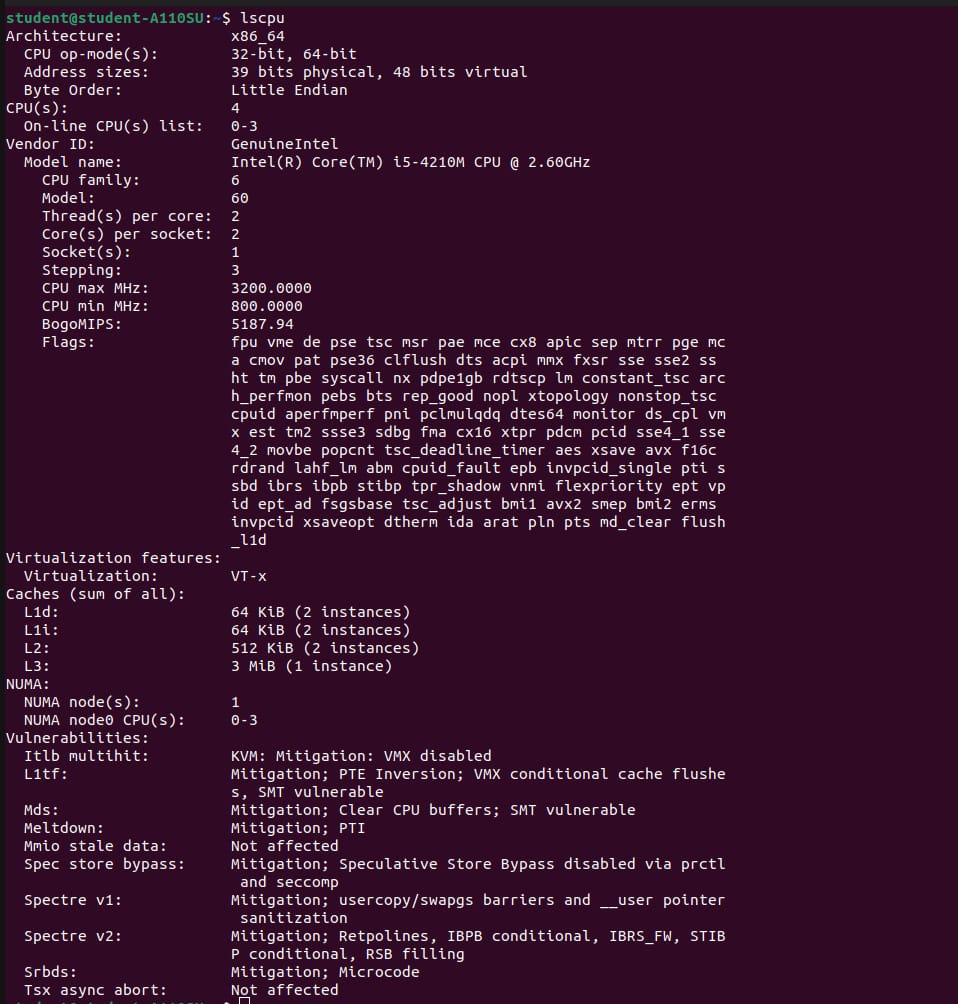 student@student-A110SU:~$ lscpu
Architecture:            x86_64
  CPU op-mode(s):        32-bit, 64-bit
  Address sizes:         39 bits physical, 48 bits virtual
  Byte Order:            Little Endian
CPU(s):                  4
  On-line CPU(s) list:   0-3
Vendor ID:               GenuineIntel
  Model name:            Intel(R) Core(TM) i5-4210M CPU @ 2.60GHz
    CPU family:          6
    Model:               60
    Thread(s) per core:  2
    Core(s) per socket:  2
    Socket(s):           1
    Stepping:            3
    CPU max MHz:         3200.0000
    CPU min MHz:         800.0000
    BogoMIPS:            5187.94
    Flags:               fpu vme de pse tsc msr pae mce cx8 apic sep mtrr pge mc
                         a cmov pat pse36 clflush dts acpi mmx fxsr sse sse2 ss
                         ht tm pbe syscall nx pdpe1gb rdtscp lm constant_tsc arc
                         h_perfmon pebs bts rep_good nopl xtopology nonstop_tsc
                         cpuid aperfmperf pni pclmulqdq dtes64 monitor ds_cpl vm
                         x est tm2 ssse3 sdbg fma cx16 xtpr pdcm pcid sse4_1 sse
                         4_2 movbe popcnt tsc_deadline_timer aes xsave avx f16c
                         rdrand lahf_lm abm cpuid_fault epb invpcid_single pti s
                         sbd ibrs ibpb stibp tpr_shadow vnmi flexpriority ept vp
                         id ept_ad fsgsbase tsc_adjust bmi1 avx2 smep bmi2 erms
                         invpcid xsaveopt dtherm ida arat pln pts md_clear flush
                         _l1d
Virtualization features:
  Virtualization:        VT-x
Caches (sum of all):
  L1d:                   64 KiB (2 instances)
  L1i:                   64 KiB (2 instances)
  L2:                    512 KiB (2 instances)
  L3:                    3 MiB (1 instance)
NUMA:
  NUMA node(s):          1
  NUMA node0 CPU(s):     0-3
Vulnerabilities:
  Itlb multihit:         KVM: Mitigation: VMX disabled
  L1tf:                  Mitigation; PTE Inversion; VMX conditional cache flushe
                         s, SMT vulnerable
  Mds:                   Mitigation; Clear CPU buffers; SMT vulnerable
  Meltdown:              Mitigation; PTI
  Mmio stale data:       Not affected
  Spec store bypass:     Mitigation; Speculative Store Bypass disabled via prctl
                          and seccomp
  Spectre v1:            Mitigation; usercopy/swapgs barriers and __user pointer
                          sanitization
  Spectre v2:            Mitigation; Retpolines, IBPB conditional, IBRS_FW, STIB
                         P conditional, RSB filling
  Srbds:                 Mitigation; Microcode
  Tsx async abort:       Not affected